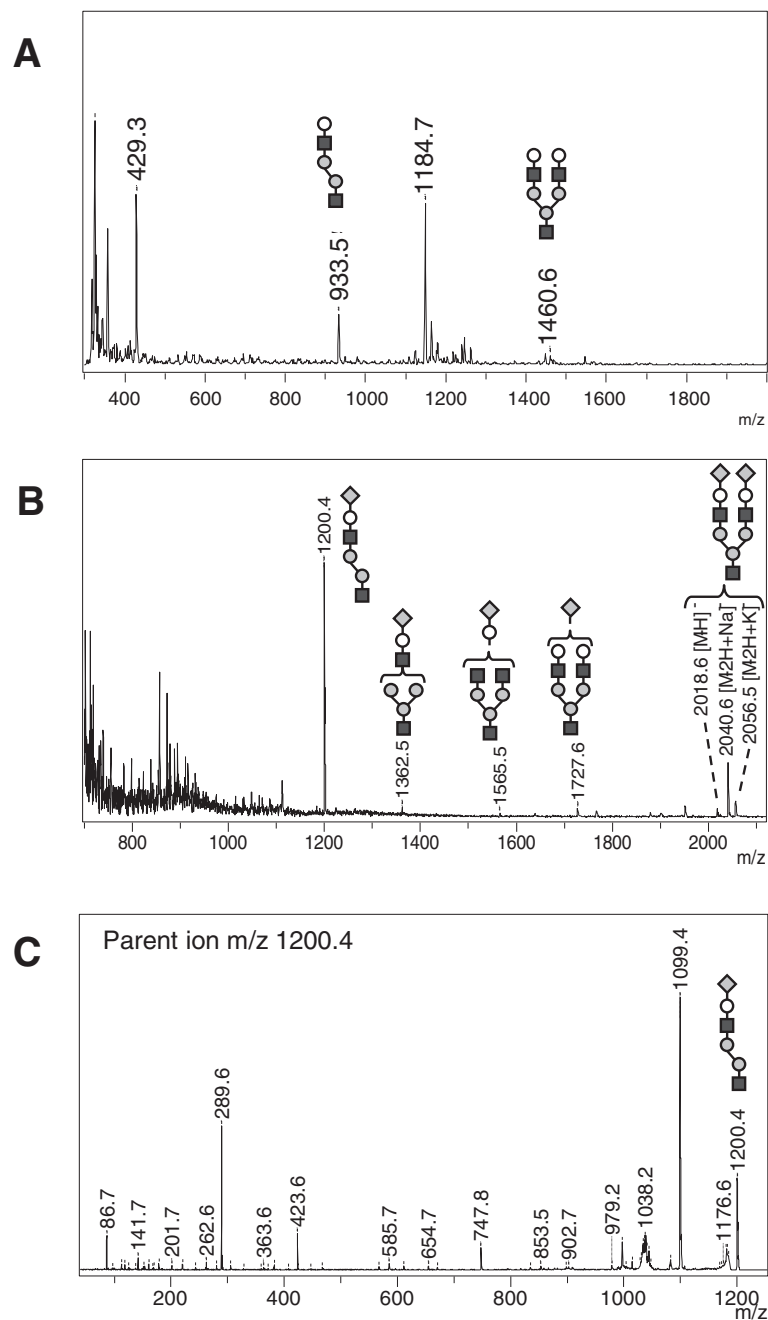 A
429.3
933.5
1184.7
1460.6
400 600 800 1000 1200 1400 1600 1800
m/z
B
1200.4
1362.5
1565.5
1727.6
2018.6 [M-H]-
2040.6 [M2H+Na]-
2056.5 [M2H+K]-
800 1000 1200 1400 1600 1800 2000
m/z
C
Parent ion m/z 1200.4
86.7
141.7
201.7
262.6
289.6
363.6
423.6
585.7
654.7
747.8
853.5
902.7
979.2
1038.2
1099.4
1176.6
1200.4
200 400 600 800 1000 1200
m/z